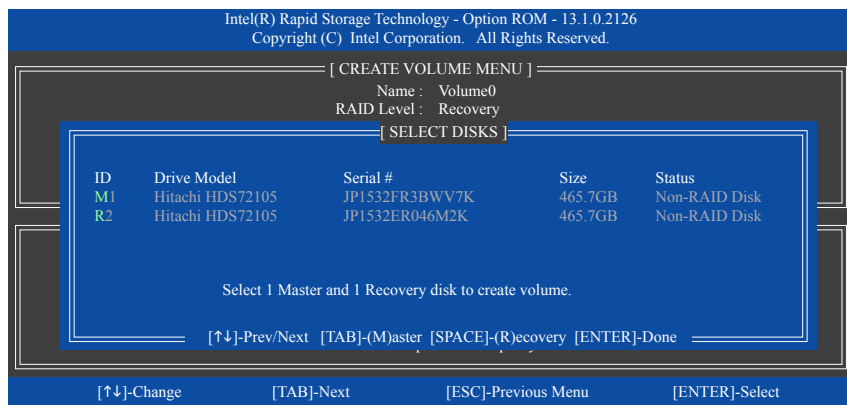 Intel(R) Rapid Storage Technology - Option ROM - 13.1.0.2126
Copyright (C) Intel Corporation. All Rights Reserved.
[ CREATE VOLUME MENU ]
Name : Volume0
RAID Level : Recovery
[ SELECT DISKS ]
ID Drive Model Serial # Size Status
M1 Hitachi HDS72105 JP1532FR3BWV7K 465.7GB Non-RAID Disk
R2 Hitachi HDS72105 JP1532ER046M2K 465.7GB Non-RAID Disk
Select 1 Master and 1 Recovery disk to create volume.
[↑↓]-Prev/Next [TAB]-(M)aster [SPACE]-(R)ecovery [ENTER]-Done
[↑↓]-Change [TAB]-Next [ESC]-Previous Menu [ENTER]-Select